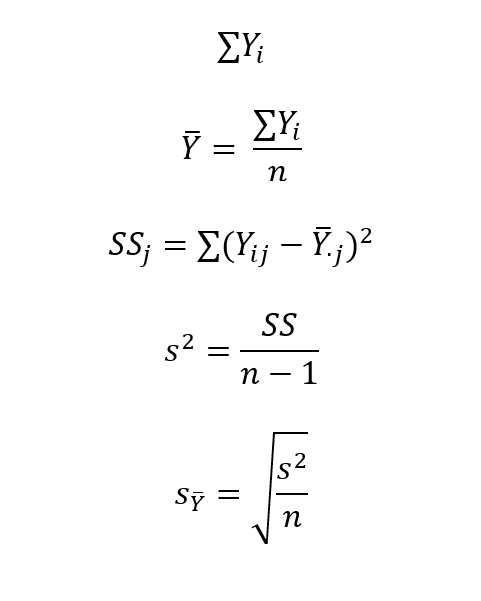 ∑Yᵢ
Ȳ = ∑Yᵢ / n
SSⱼ = ∑(Yᵢⱼ − Ȳ.ⱼ)²
s² = SS / n − 1
s_Ȳ = √(s² / n)